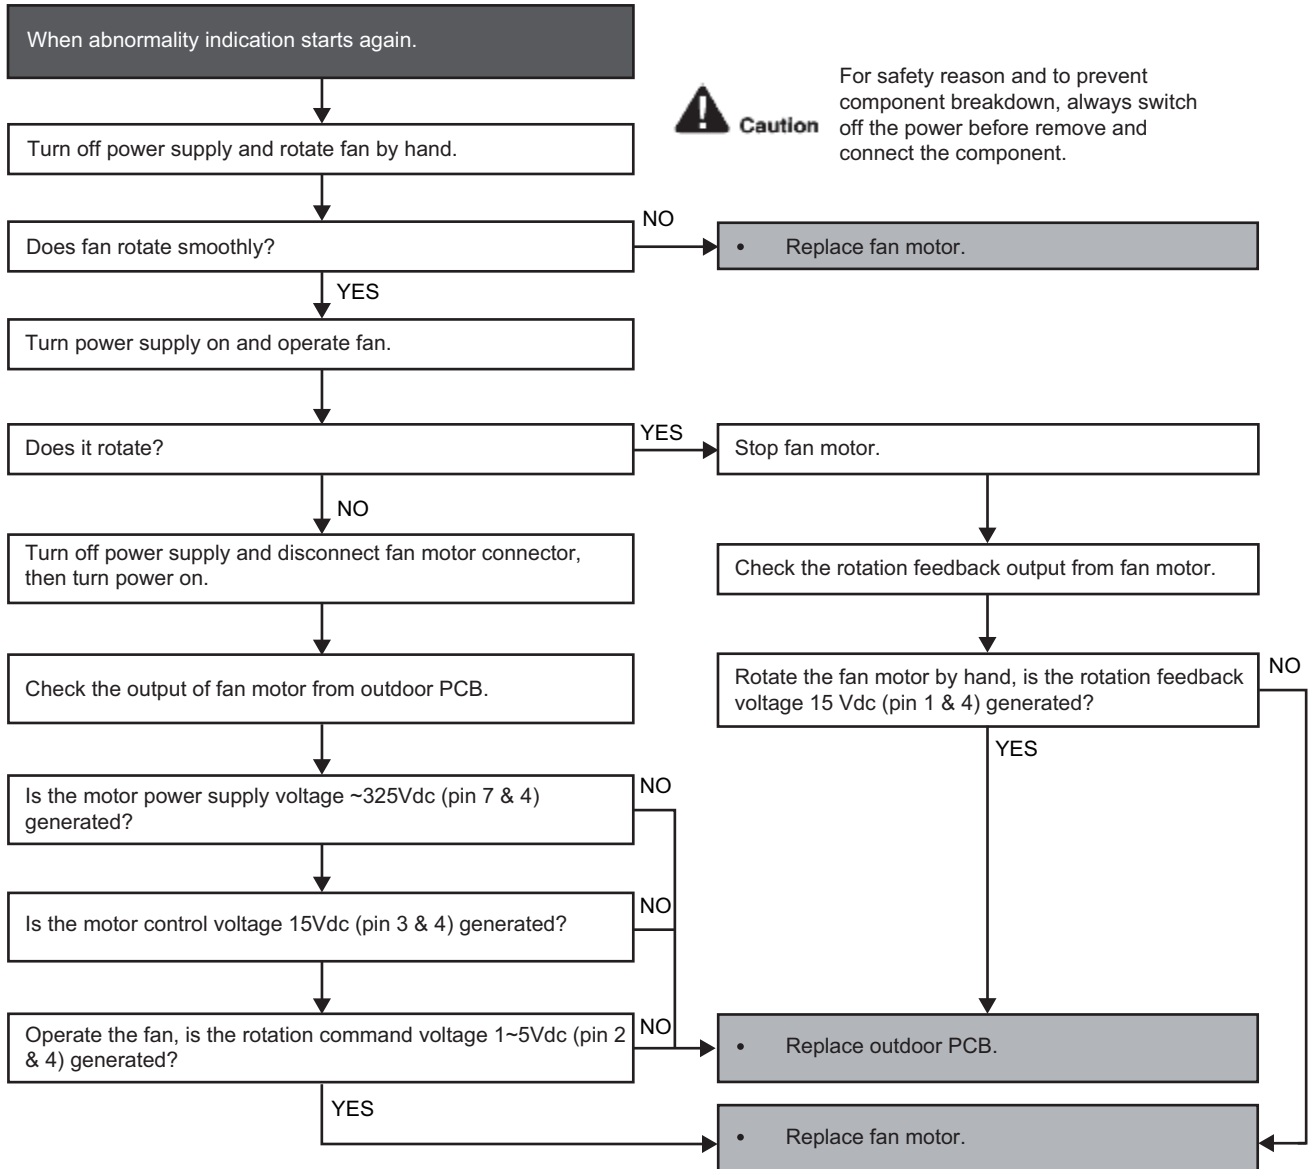 When abnormality indication starts again.
Caution
For safety reason and to prevent
component breakdown, always switch
off the power before remove and
connect the component.
Turn off power supply and rotate fan by hand.
Does fan rotate smoothly?
NO
• Replace fan motor.
YES
Turn power supply on and operate fan.
Does it rotate?
YES
Stop fan motor.
NO
Turn off power supply and disconnect fan motor connector,
then turn power on.
Check the rotation feedback output from fan motor.
Check the output of fan motor from outdoor PCB.
Rotate the fan motor by hand, is the rotation feedback
voltage 15 Vdc (pin 1 & 4) generated?
NO
YES
Is the motor power supply voltage ~325Vdc (pin 7 & 4)
generated?
NO
Is the motor control voltage 15Vdc (pin 3 & 4) generated?
NO
Operate the fan, is the rotation command voltage 1~5Vdc (pin 2
& 4) generated?
NO
• Replace outdoor PCB.
YES
• Replace fan motor.